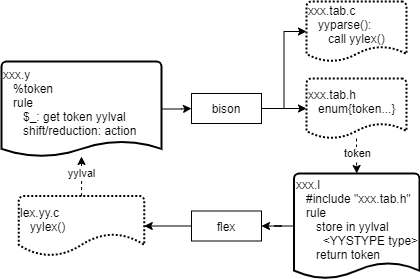 xxx.tab.c
yyparse():
call yylex()
xxx.y
%token
rule
$_: get token yylval
shift/reduction: action
bison
xxx.tab.h
enum{token...}
token
yylval
xxx.l
#include "xxx.tab.h"
rule
store in yylval
<YYSTYPE type>
return token
flex
lex.yy.c
yylex()